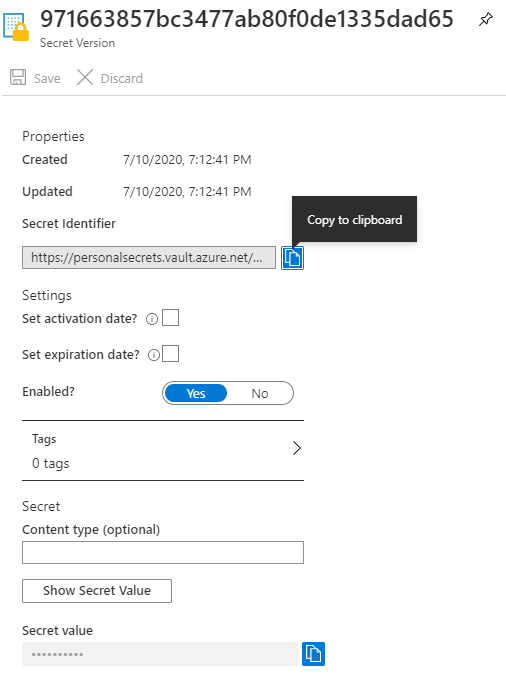 971663857bc3477ab80f0de1335dad65
Secret Version
Save Discard
Properties
Created 7/10/2020, 7:12:41 PM
Updated 7/10/2020, 7:12:41 PM
Copy to clipboard
Secret Identifier
https://personalsecrets.vault.azure.net/...
Settings
Set activation date?
Set expiration date?
Enabled? Yes No
Tags
0 tags
Secret
Content type (optional)
Show Secret Value
Secret value
••••••••••